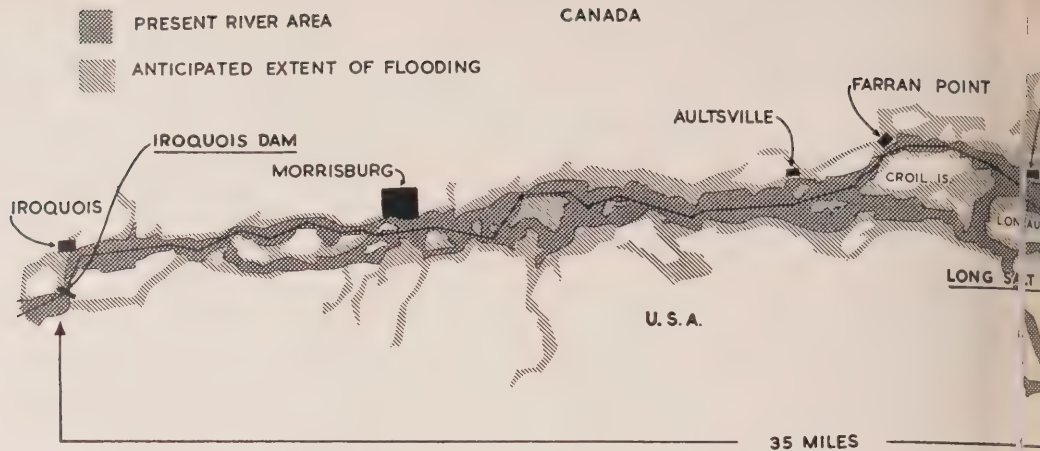 PRESENT RIVER AREA
CANADA
ANTICIPATED EXTENT OF FLOODING
FARRAN POINT
AULTSVILLE
IROQUOIS DAM
MORRISBURG
CROIL IS.
IROQUOIS
LONG
U.S.A.
35 MILES